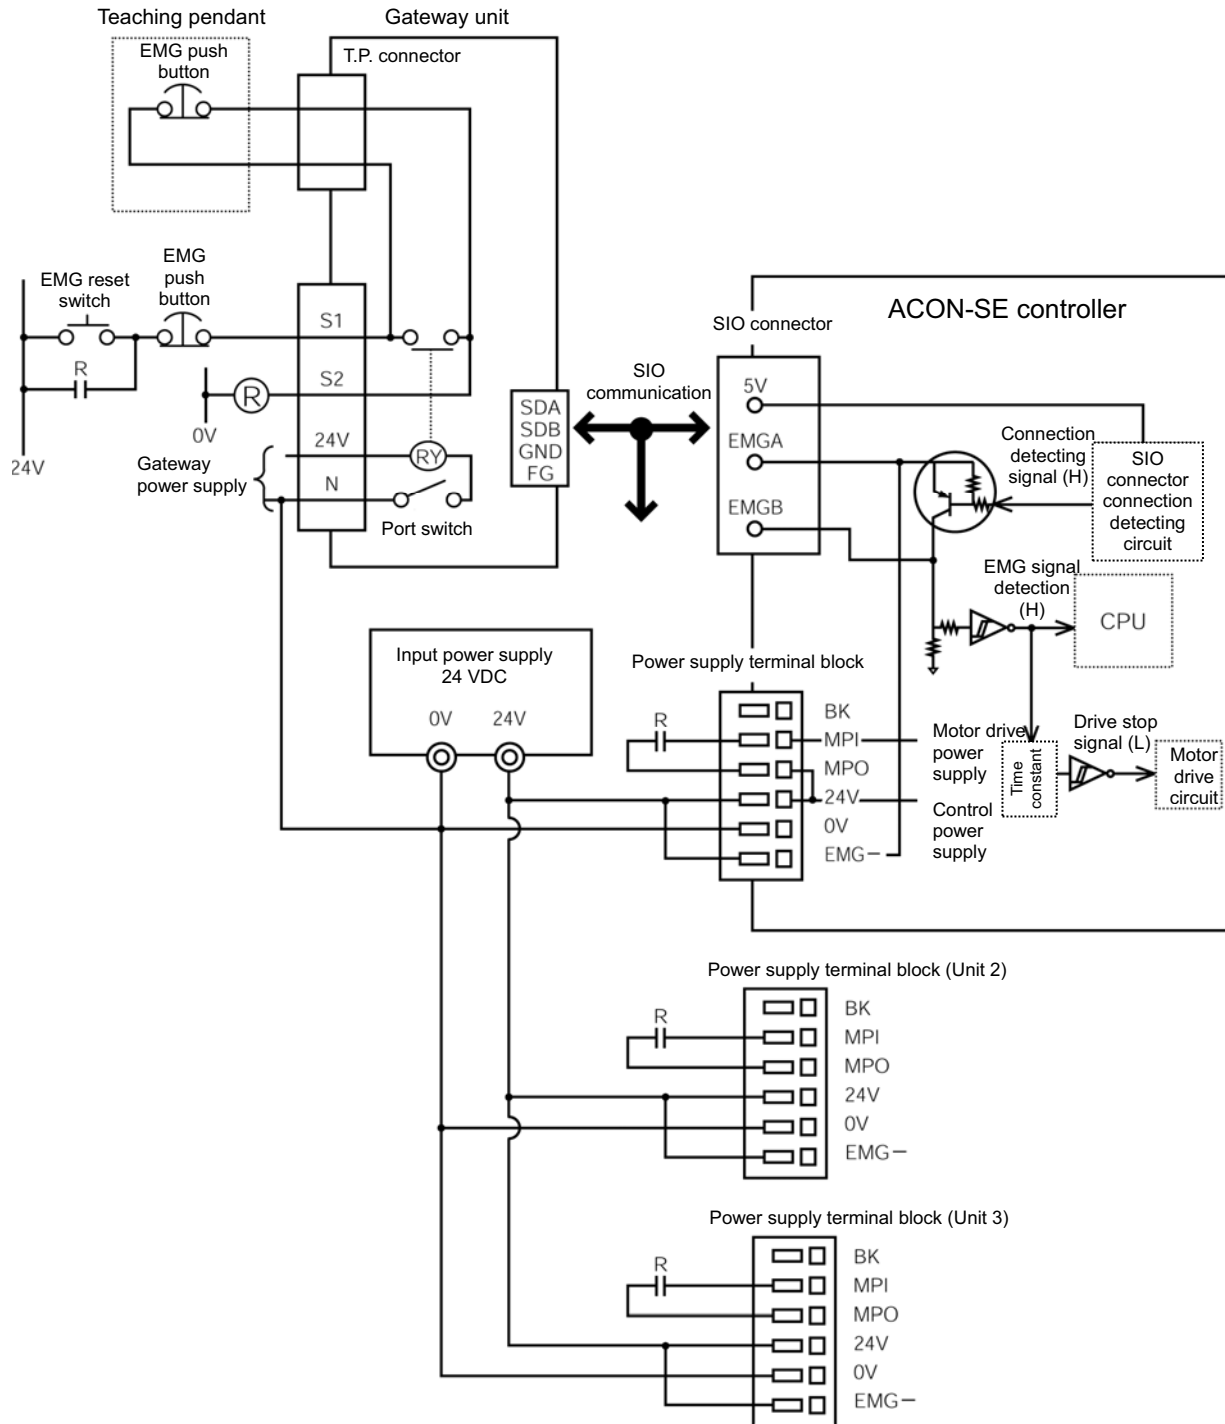 Teaching pendant
Gateway unit
EMG push
button
T.P. connector
EMG reset
switch
EMG
push
button
S1
R
S2
R
0V
24V
24V
RY
Gateway
power supply
N
Port switch
SDA
SDB
GND
FG
SIO
communication
ACON-SE controller
SIO connector
5V
EMGA
EMGB
Connection
detecting
signal (H)
SIO
connector
connection
detecting
circuit
EMG signal
detection
(H)
CPU
Input power supply
24 VDC
0V
24V
Power supply terminal block
R
BK
MPI
MPO
24V
0V
EMG−
Motor drive
power
supply
Control
power
supply
Time
constant
Drive stop
signal (L)
Motor
drive
circuit
Power supply terminal block (Unit 2)
R
BK
MPI
MPO
24V
0V
EMG−
Power supply terminal block (Unit 3)
R
BK
MPI
MPO
24V
0V
EMG−